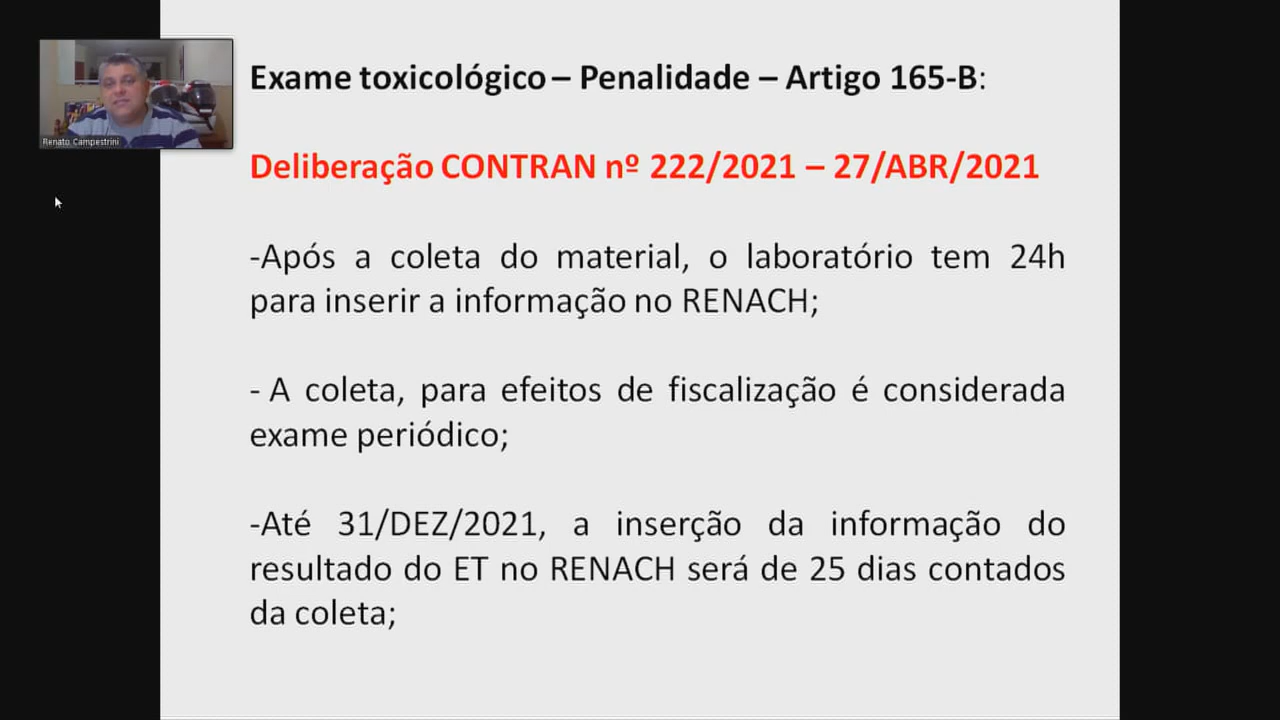 Exame toxicológico – Penalidade – Artigo 165-B:
Renato Campestrini
Deliberação CONTRAN nº 222/2021 – 27/ABR/2021
-Após a coleta do material, o laboratório tem 24h
para inserir a informação no RENACH;
- A coleta, para efeitos de fiscalização é considerada
exame periódico;
-Até 31/DEZ/2021, a inserção da informação do
resultado do ET no RENACH será de 25 dias contados
da coleta;